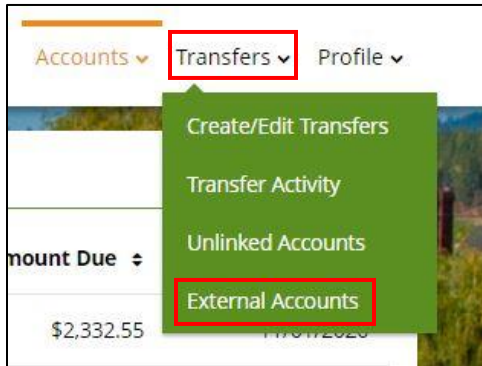 Accounts Transfers Profile
Create/Edit Transfers
Transfer Activity
Unlinked Accounts
mount Due
External Accounts
$2,332.55